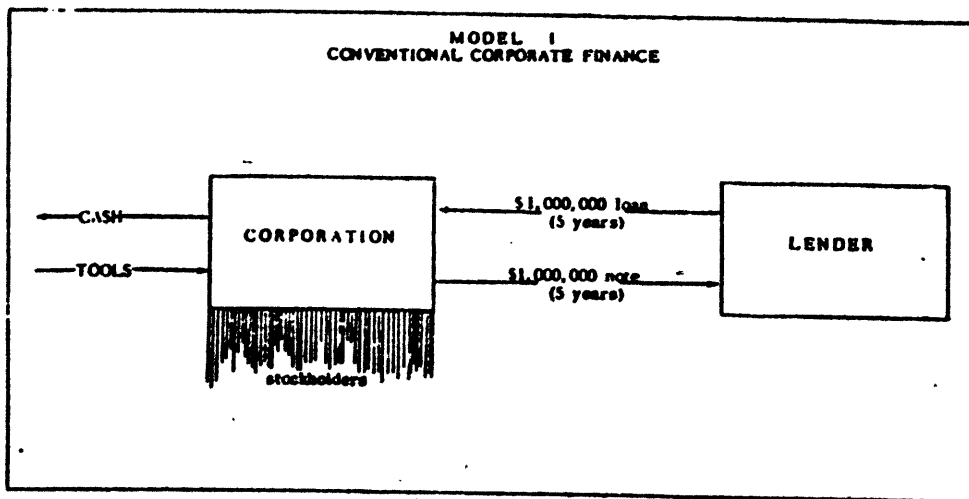 MODEL I
CONVENTIONAL CORPORATE FINANCE
CASH
TOOLS
CORPORATION
stockholders
$1,000,000 loan
(5 years)
$1,000,000 note
(5 years)
LENDER